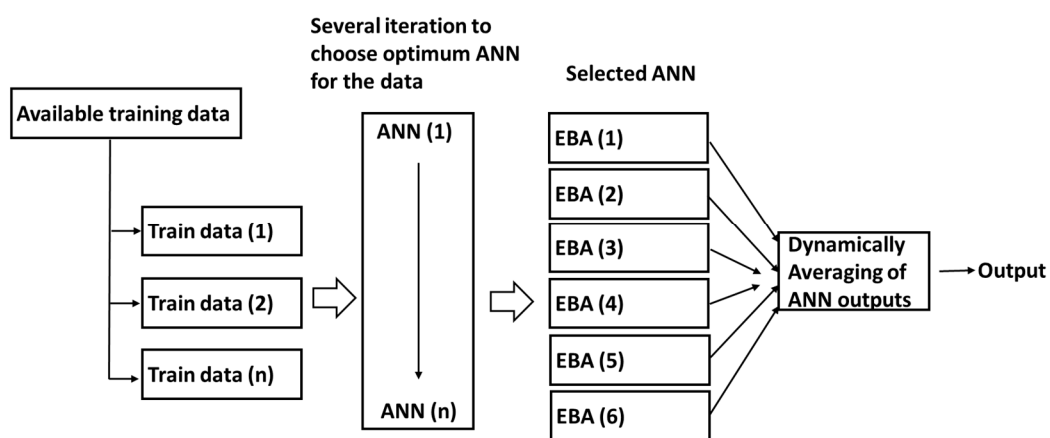 Several iteration to
choose optimum ANN
for the data
Selected ANN
Available training data
Train data (1)
Train data (2)
Train data (n)
ANN (1)
ANN (n)
EBA (1)
EBA (2)
EBA (3)
EBA (4)
EBA (5)
EBA (6)
Dynamically
Averaging of
ANN outputs
Output